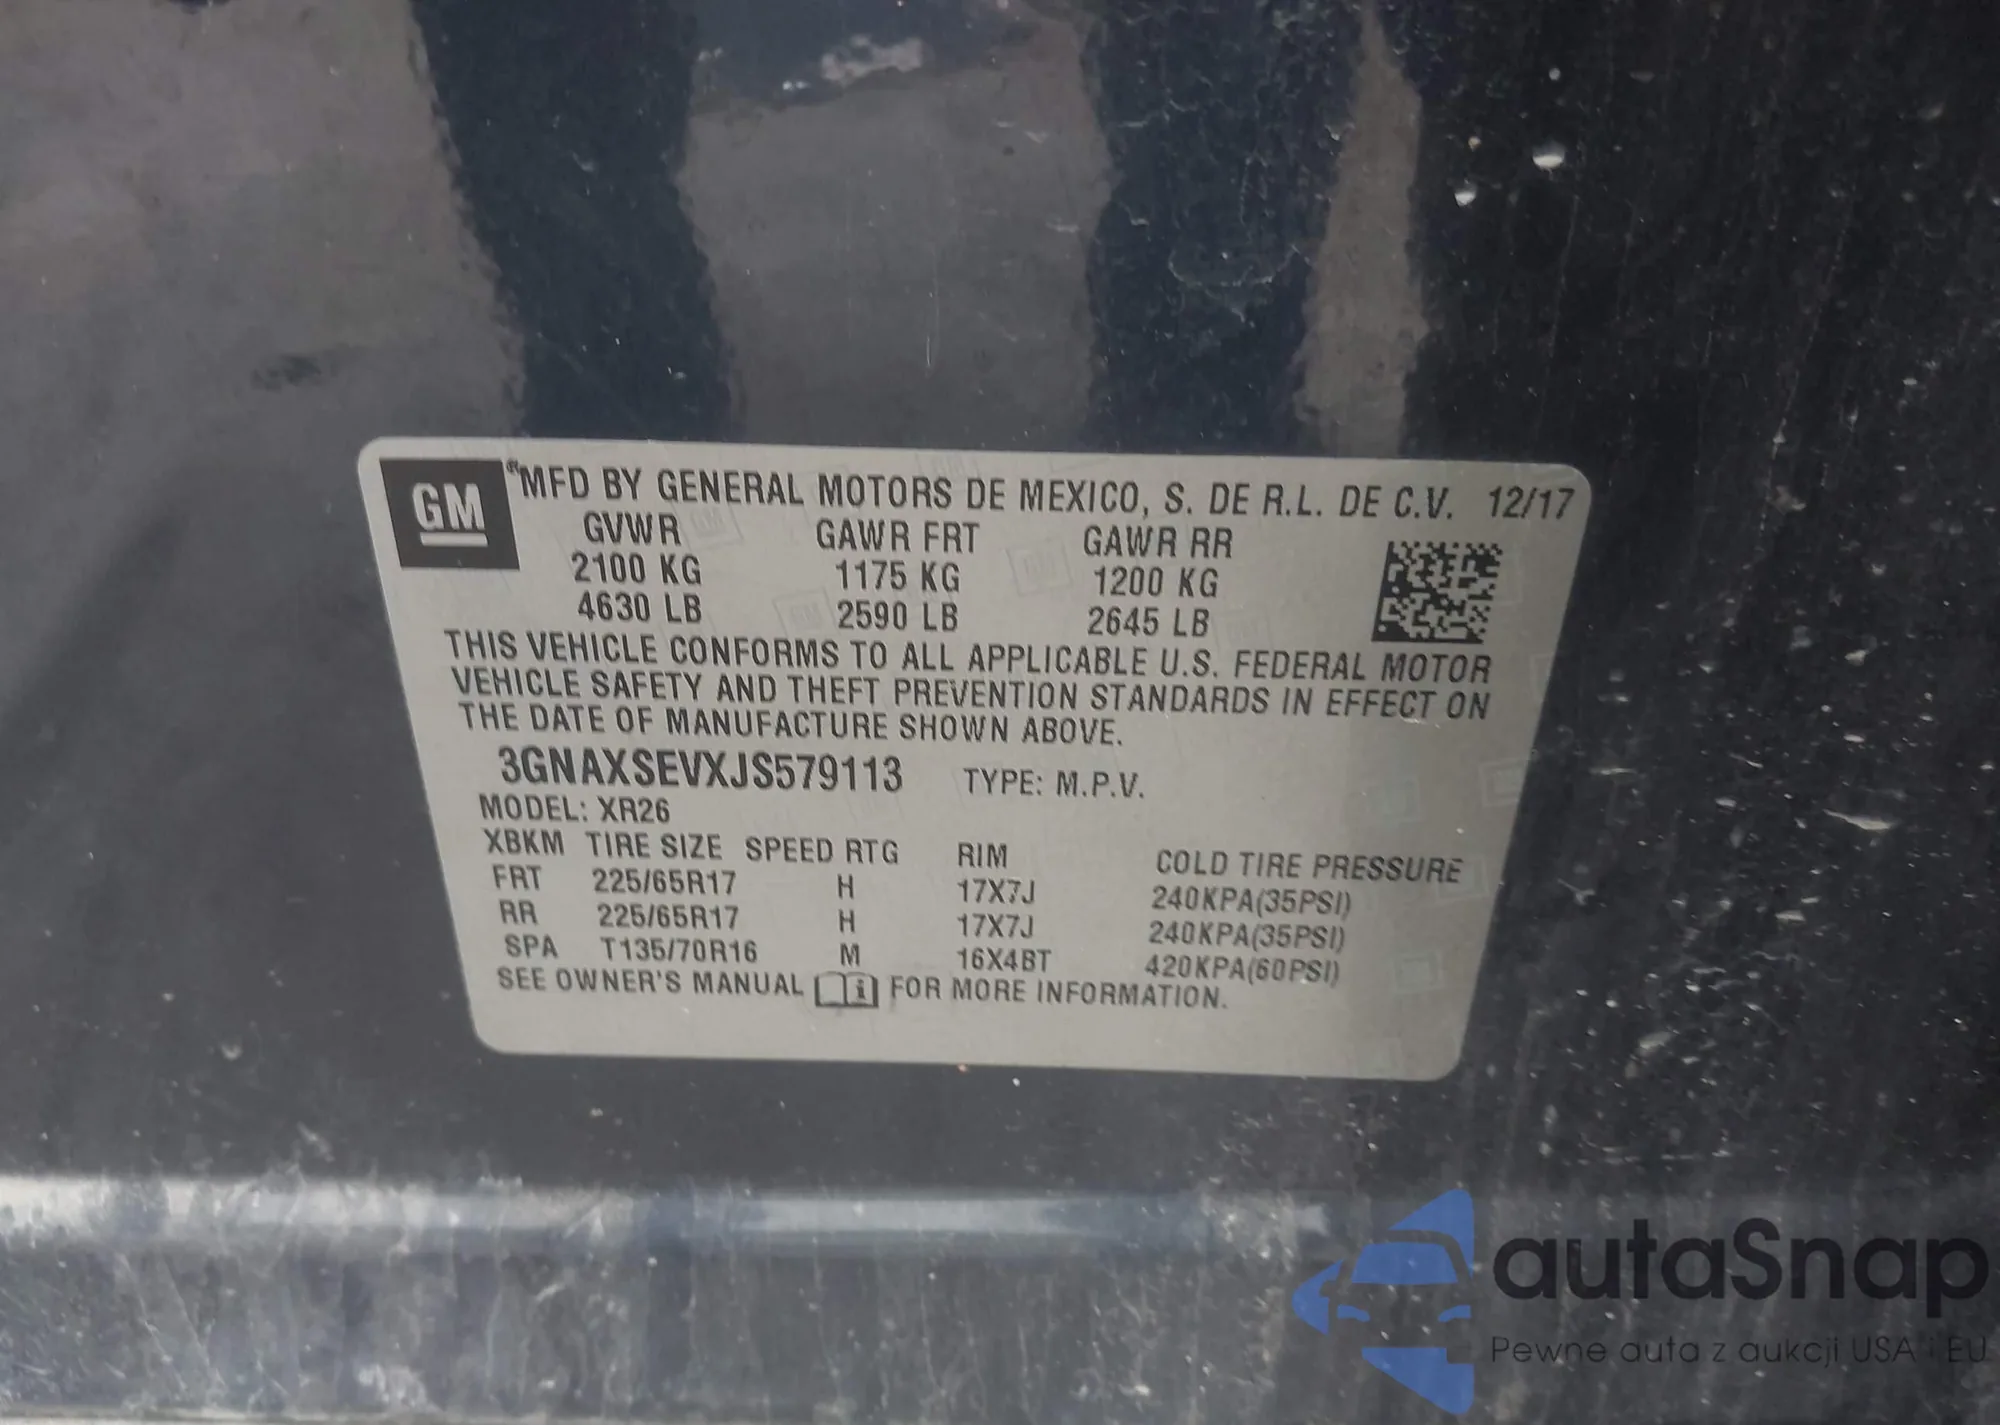 GM
®MFD BY GENERAL MOTORS DE MEXICO, S. DE R.L. DE C.V. 12/17
GVWR GAWR FRT GAWR RR
2100 KG 1175 KG 1200 KG
4630 LB 2590 LB 2645 LB
THIS VEHICLE CONFORMS TO ALL APPLICABLE U.S. FEDERAL MOTOR
VEHICLE SAFETY AND THEFT PREVENTION STANDARDS IN EFFECT ON
THE DATE OF MANUFACTURE SHOWN ABOVE.
3GNAXSEVXJS579113 TYPE: M.P.V.
MODEL: XR26
XBKM TIRE SIZE SPEED RTG RIM COLD TIRE PRESSURE
FRT 225/65R17 H 17X7J 240KPA(35PSI)
RR 225/65R17 H 17X7J 240KPA(35PSI)
SPA T135/70R16 M 16X4BT 420KPA(60PSI)
SEE OWNER'S MANUAL i FOR MORE INFORMATION.
autaSnap
Pewne auta z aukcji USA i EU